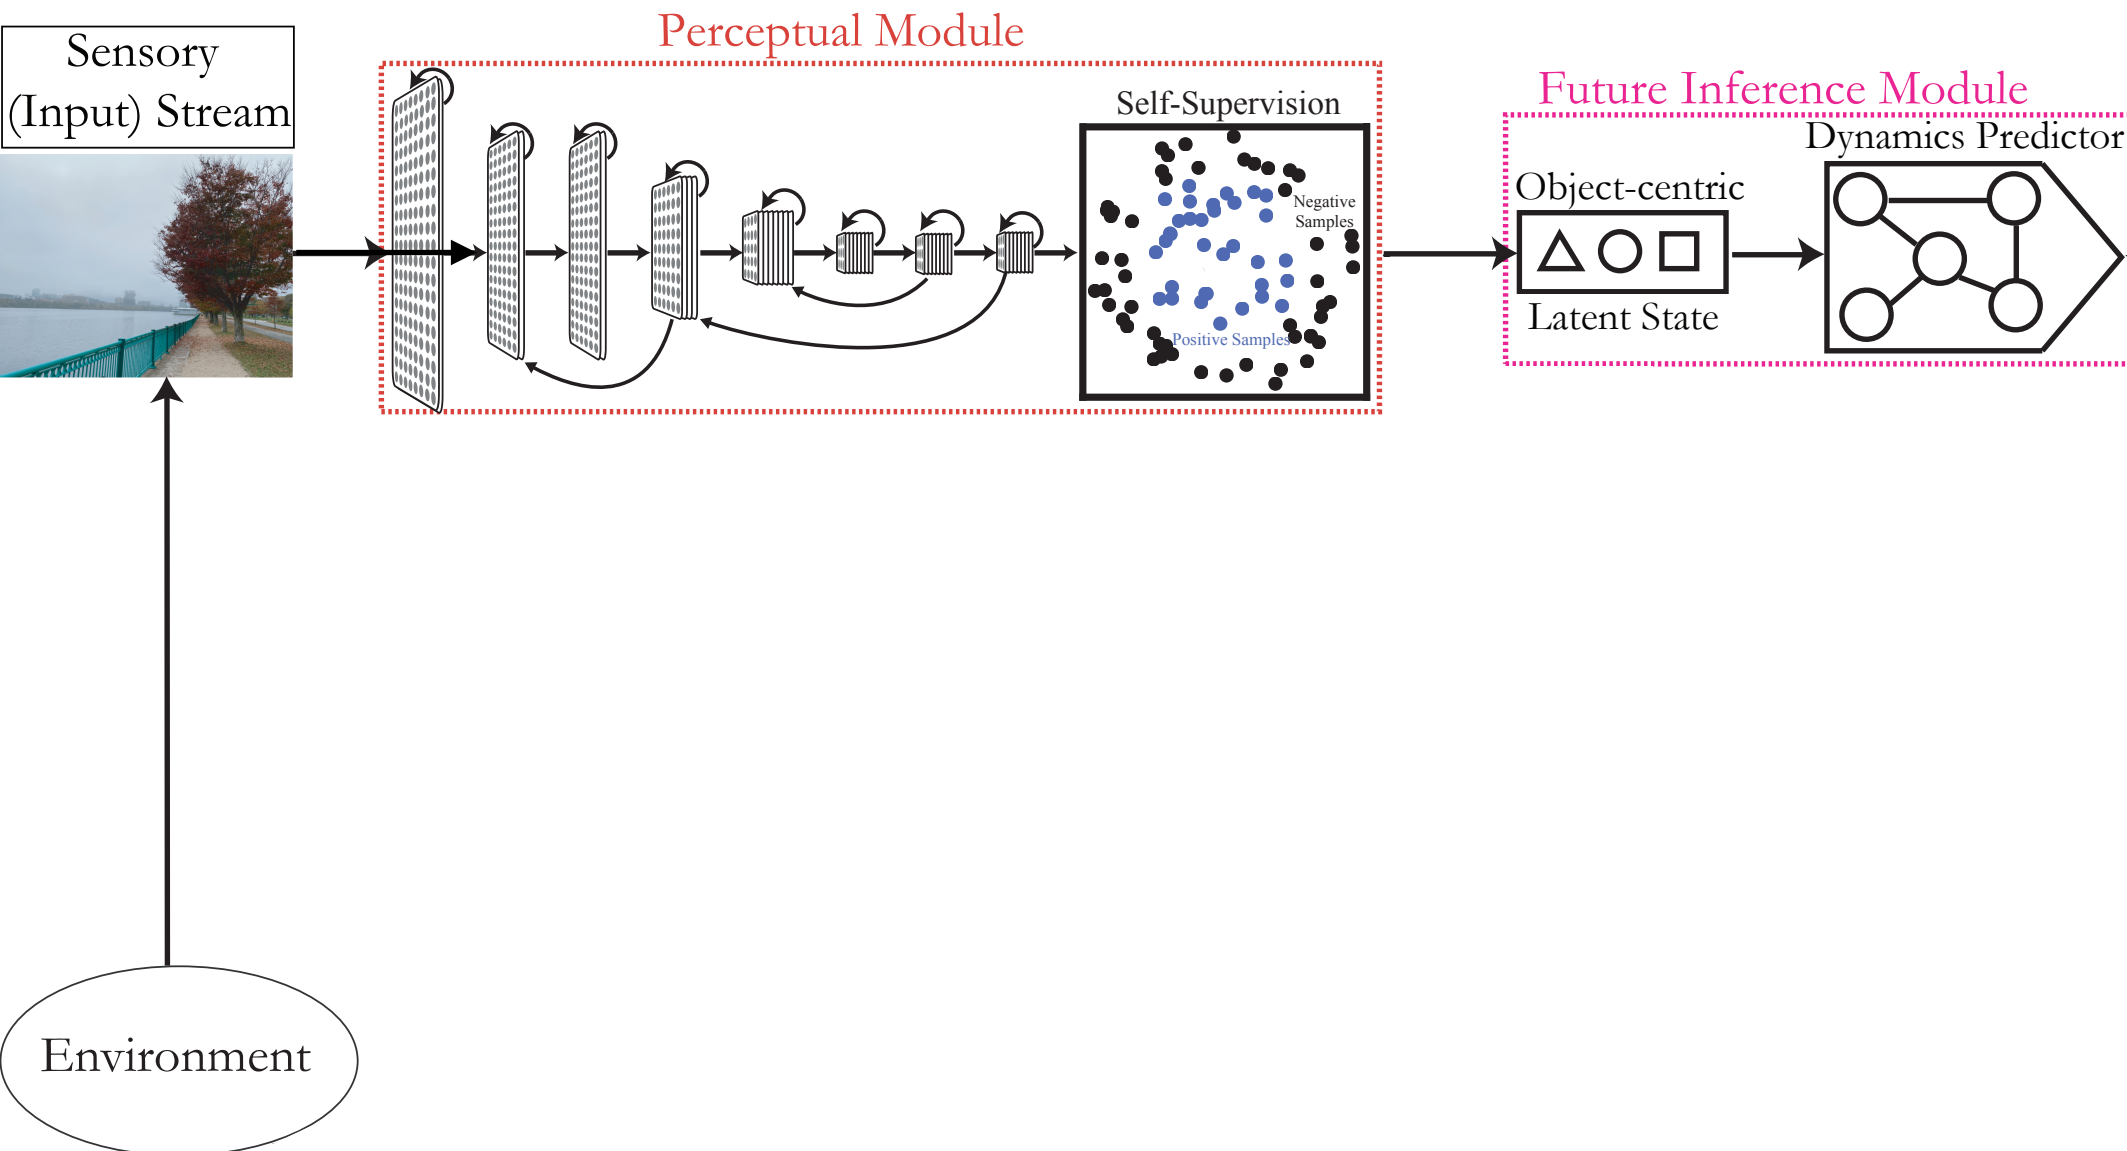 Sensory
(Input) Stream
Perceptual Module
Self-Supervision
Negative
Samples
Positive Samples
Future Inference Module
Dynamics Predictor
Object-centric
Latent State
Environment